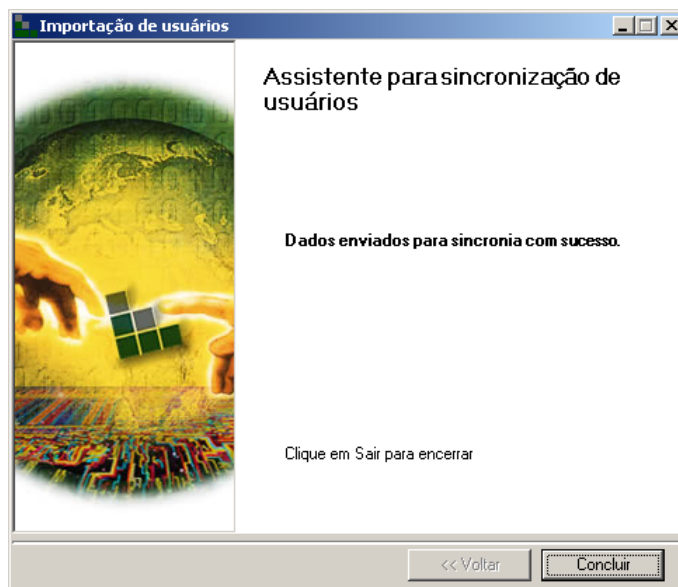 Importação de usuários
Assistente para sincronização de
usuários
Dados enviados para sincronia com sucesso.
Clique em Sair para encerrar
<< Voltar
Concluir